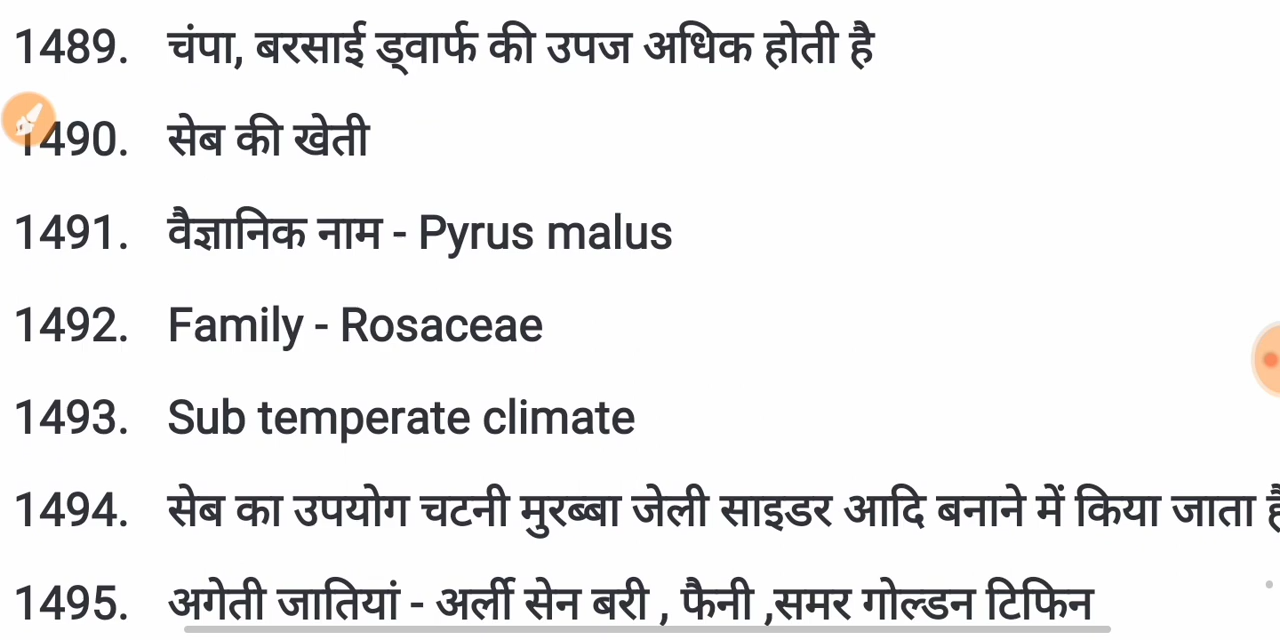 1489. चंपा, बरसाई ड्वार्फ की उपज अधिक होती है
1490. सेब की खेती
1491. वैज्ञानिक नाम - Pyrus malus
1492. Family - Rosaceae
1493. Sub temperate climate
1494. सेब का उपयोग चटनी मुरब्बा जेली साइडर आदि बनाने में किया जाता है
1495. अगेती जातियां - अर्ली सेन बरी , फैनी ,समर गोल्डन टिफिन